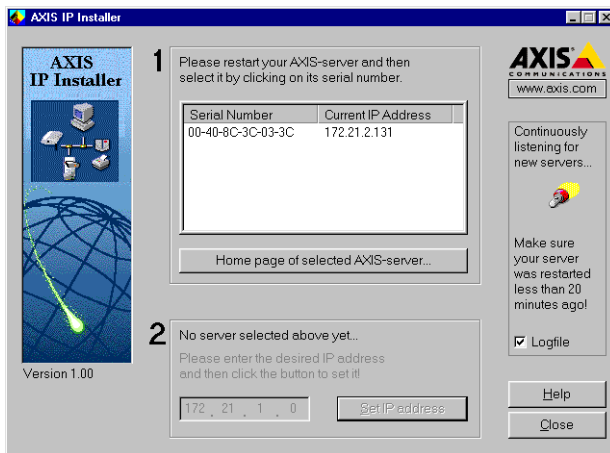 AXIS IP Installer
AXIS
IP Installer
Version 1.00
1
Please restart your AXIS-server and then
select it by clicking on its serial number.
Serial Number Current IP Address
00-40-8C-3C-03-3C 172.21.2.131
Home page of selected AXIS-server...
2
No server selected above yet...
Please enter the desired IP address
and then click the button to set it!
172 . 21 . 1 . 0
Set IP address
AXIS
COMMUNICATIONS
www.axis.com
Continuously
listening for
new servers...
Make sure
your server
was restarted
less than 20
minutes ago!
Logfile
Help
Close